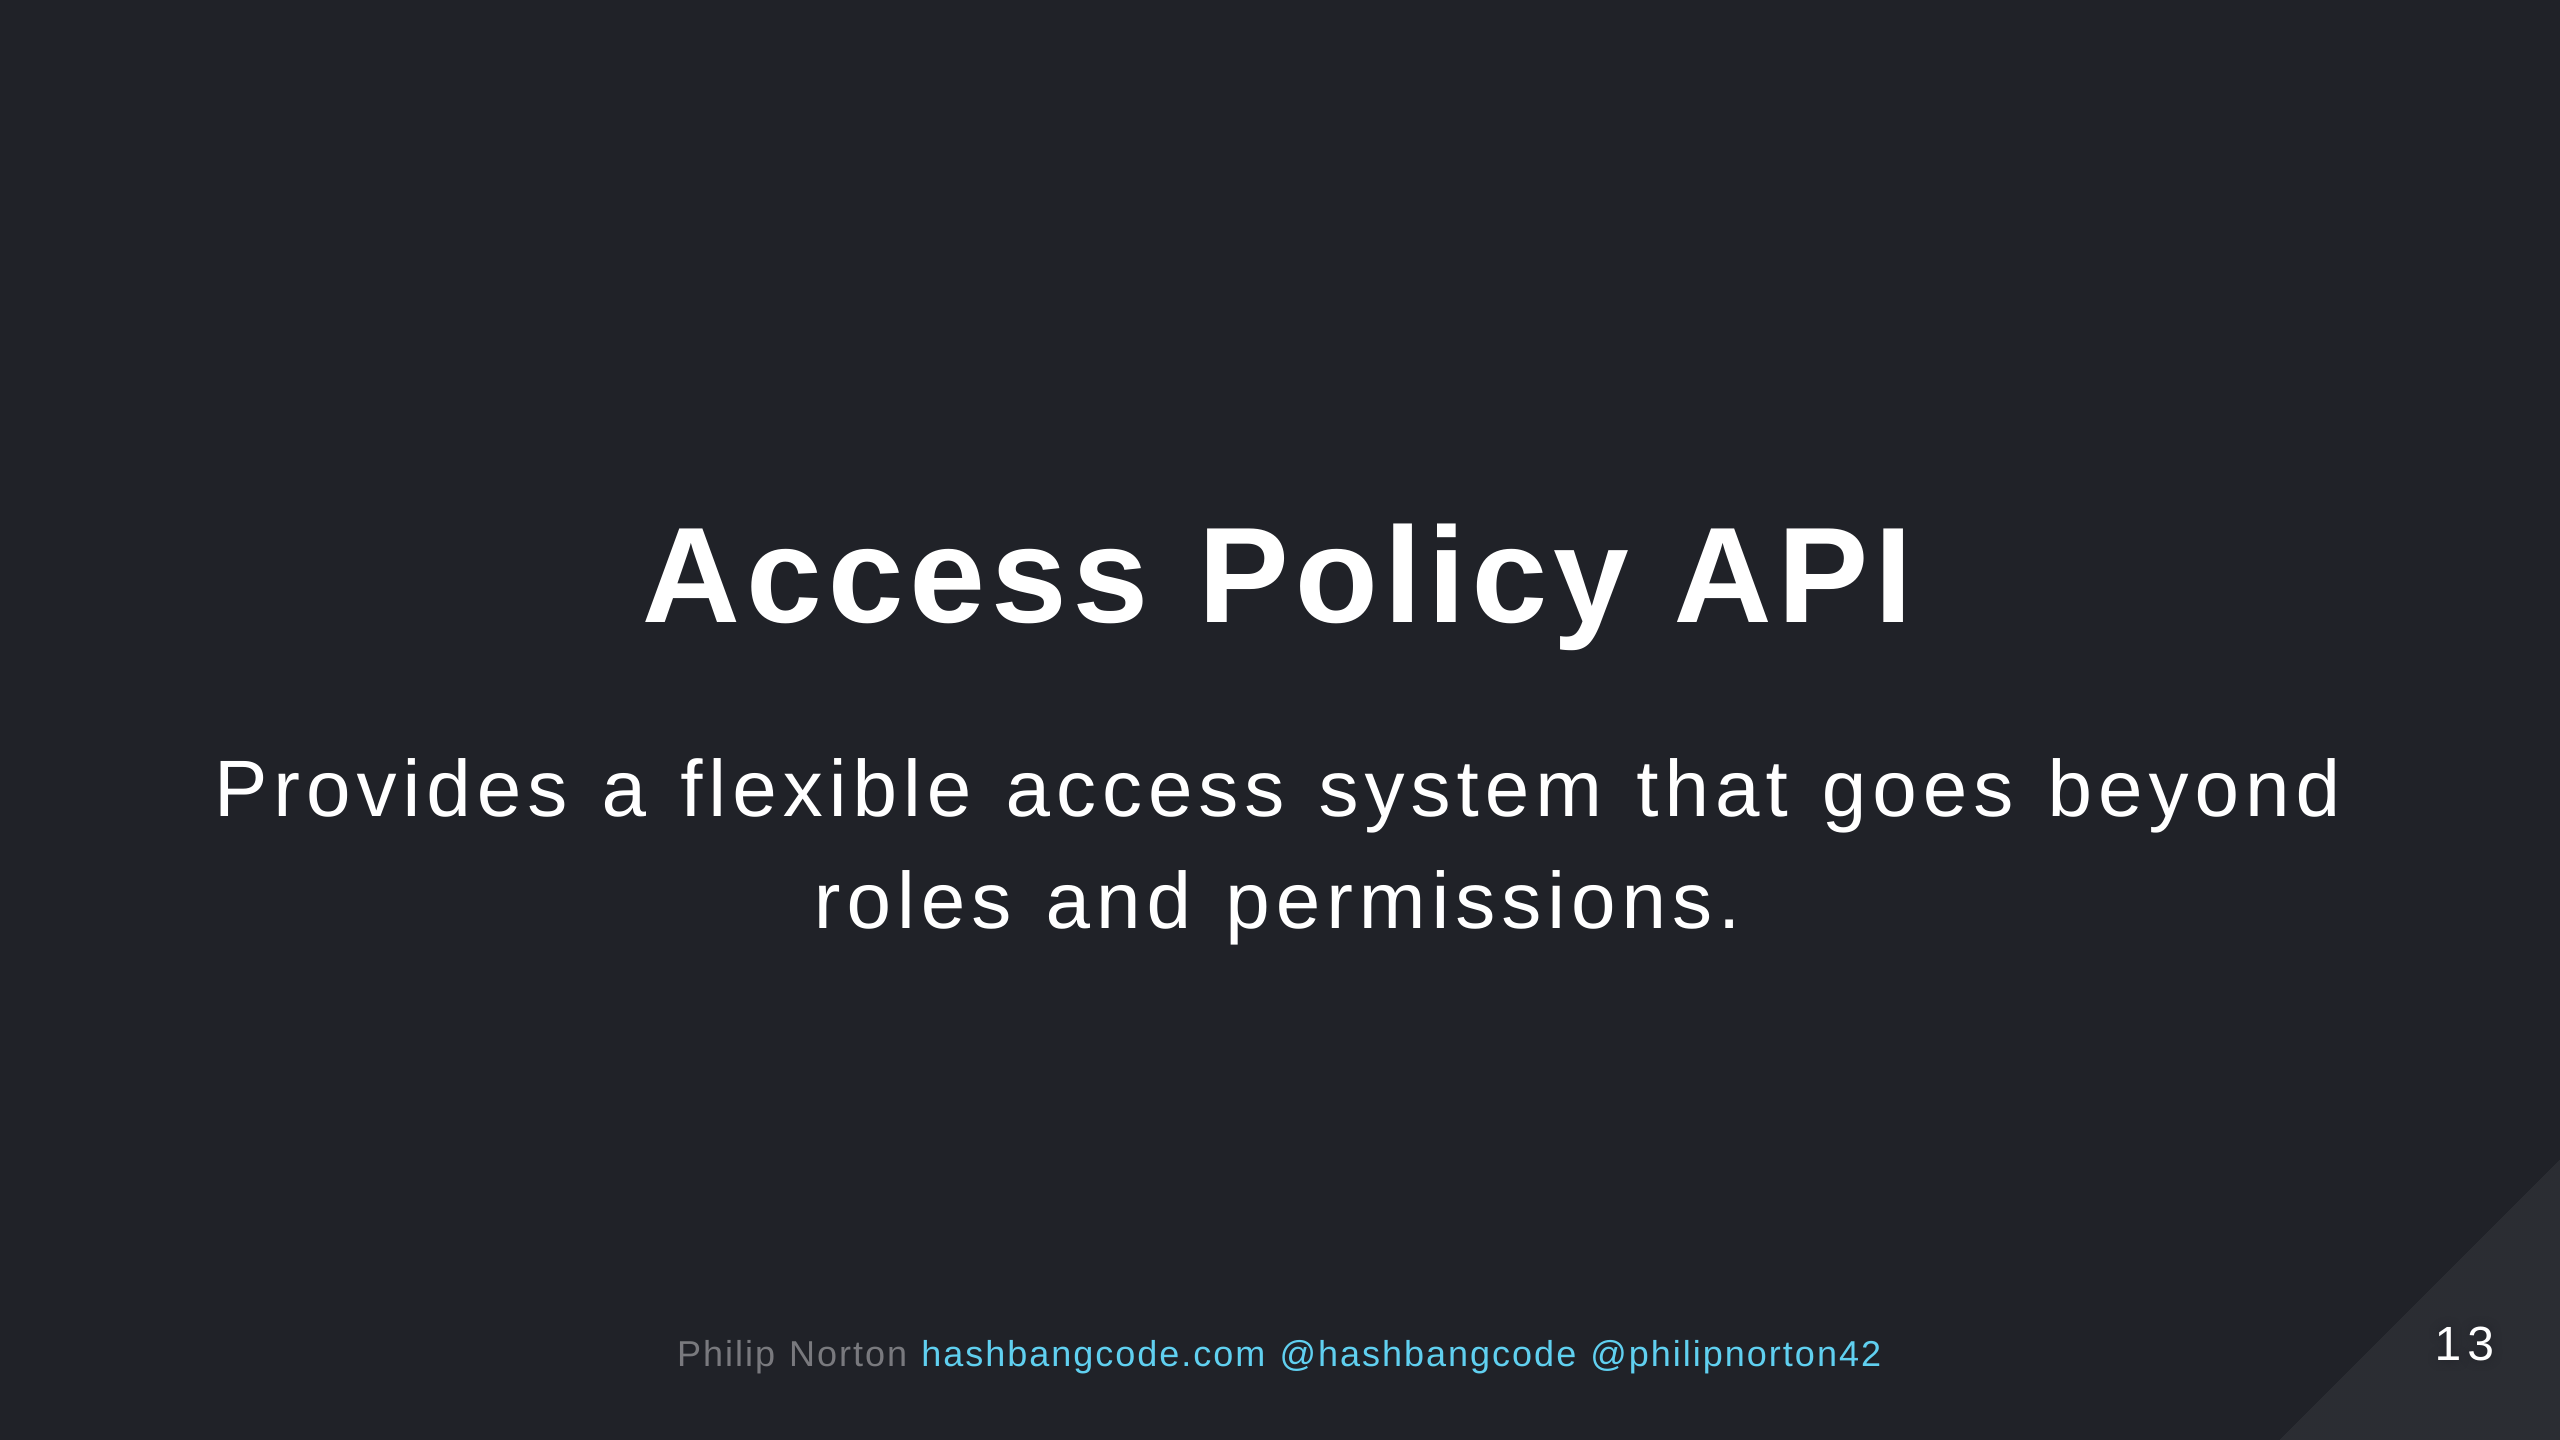 Access Policy API
Provides a flexible access system that goes beyond
roles and permissions.
Philip Norton hashbangcode.com @hashbangcode @philipnorton42
13